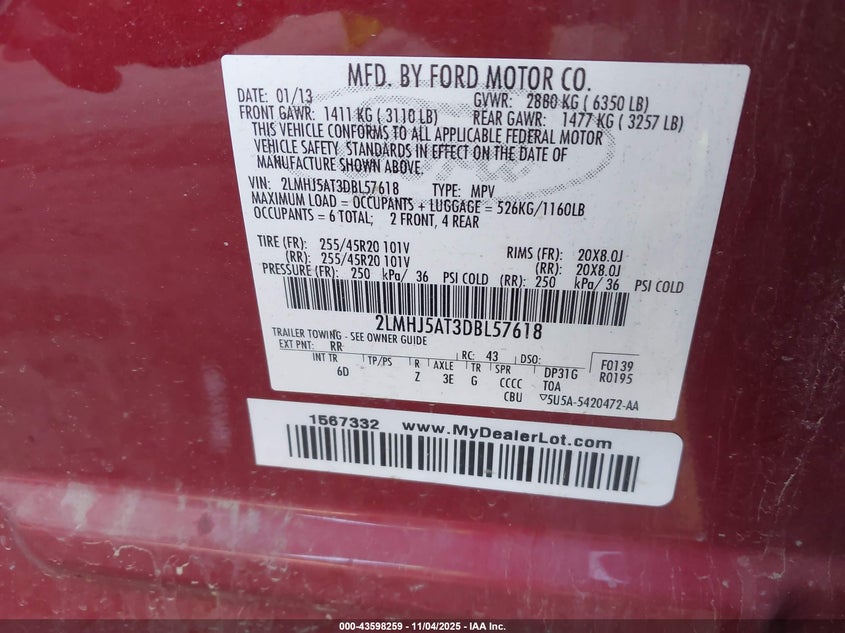 MFD. BY FORD MOTOR CO.
DATE: 01/13 GVWR: 2880 KG ( 6350 LB)
FRONT GAWR: 1411 KG ( 3110 LB) REAR GAWR: 1477 KG ( 3257 LB)
THIS VEHICLE CONFORMS TO ALL APPLICABLE FEDERAL MOTOR
VEHICLE SAFETY STANDARDS IN EFFECT ON THE DATE OF
MANUFACTURE SHOWN ABOVE.
VIN: 2LMHJ5AT3DBL57618 TYPE: MPV
MAXIMUM LOAD = OCCUPANTS + LUGGAGE = 526KG/1160LB
OCCUPANTS = 6 TOTAL; 2 FRONT, 4 REAR
TIRE (FR): 255/45R20 101V RIMS (FR): 20X8.0J
(RR): 255/45R20 101V (RR): 20X8.0J
PRESSURE (FR): 250 kPa/ 36 PSI COLD (RR): 250 kPa/ 36 PSI COLD
2LMHJ5AT3DBL57618
TRAILER TOWING - SEE OWNER GUIDE
EXT PNT: RR RC: 43 DSO: F0139
INT TR TP/PS R AXLE TR SPR DP31G R0195
6D Z 3E G CCCC TOA
CBU ▽5U5A-5420472-AA
1567332 www.MyDealerLot.com
000-43598259 - 11/04/2025 - IAA Inc.